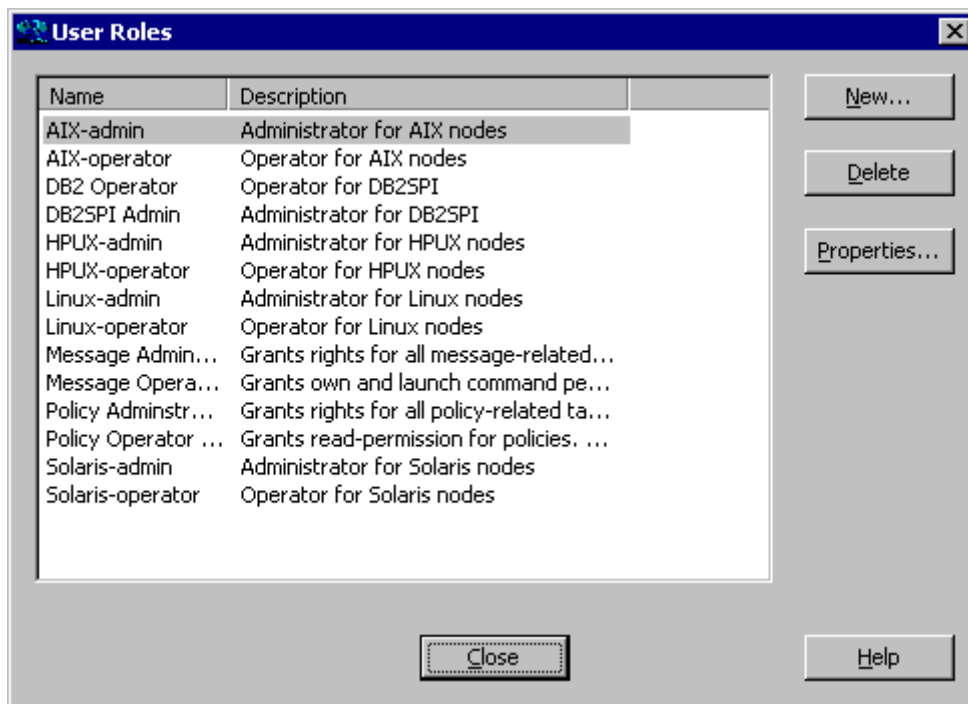 User Roles
Name Description
AIX-admin Administrator for AIX nodes
AIX-operator Operator for AIX nodes
DB2 Operator Operator for DB2SPI
DB2SPI Admin Administrator for DB2SPI
HPUX-admin Administrator for HPUX nodes
HPUX-operator Operator for HPUX nodes
Linux-admin Administrator for Linux nodes
Linux-operator Operator for Linux nodes
Message Admin... Grants rights for all message-related...
Message Opera... Grants own and launch command pe...
Policy Adminstr... Grants rights for all policy-related ta...
Policy Operator ... Grants read-permission for policies. ...
Solaris-admin Administrator for Solaris nodes
Solaris-operator Operator for Solaris nodes
New...
Delete
Properties...
Close
Help